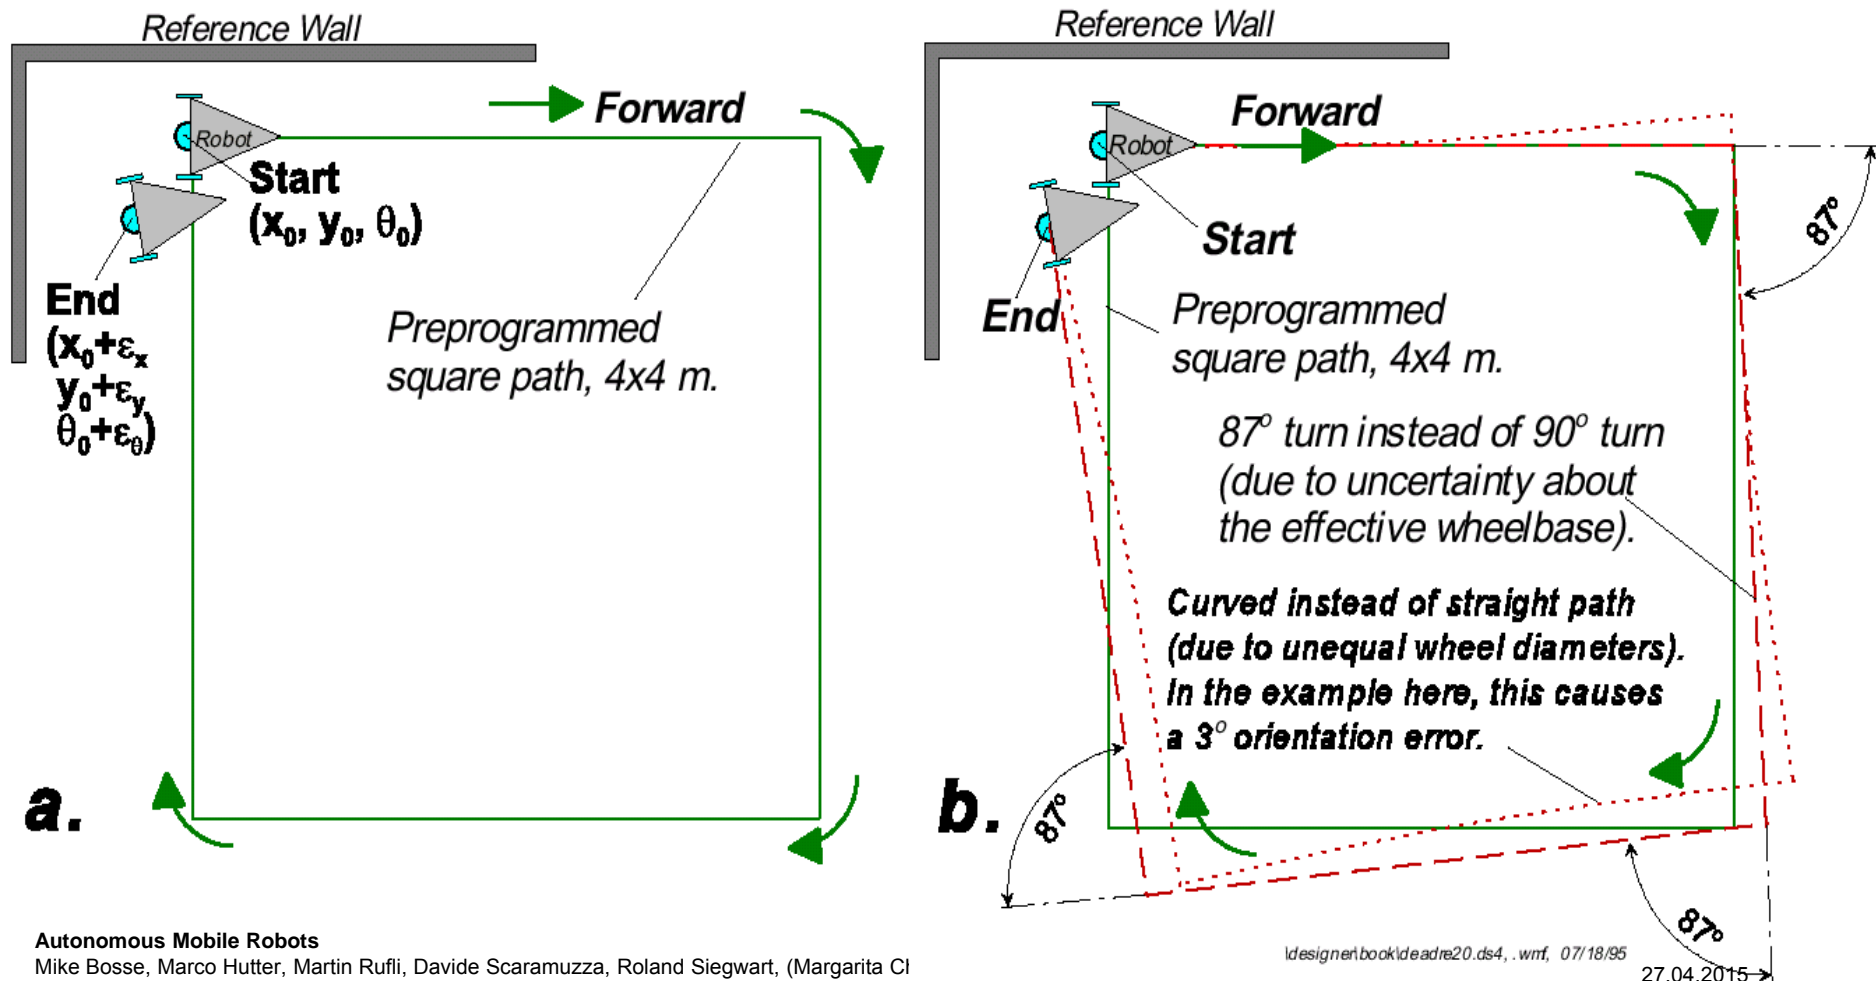 Reference Wall
Forward
Robot
Start
(x₀, y₀, θ₀)
End
(x₀+εₓ
y₀+εᵧ
θ₀+ε_θ)
Preprogrammed
square path, 4x4 m.
a.
Reference Wall
Forward
Robot
Start
End
87°
Preprogrammed
square path, 4x4 m.
87° turn instead of 90° turn
(due to uncertainty about
the effective wheelbase).
Curved instead of straight path
(due to unequal wheel diameters).
In the example here, this causes
a 3° orientation error.
87°
b.
87°
\designer\book\deadre20.ds4, .wmf, 07/18/95
Autonomous Mobile Robots
Mike Bosse, Marco Hutter, Martin Rufli, Davide Scaramuzza, Roland Siegwart, (Margarita
27.04.2015